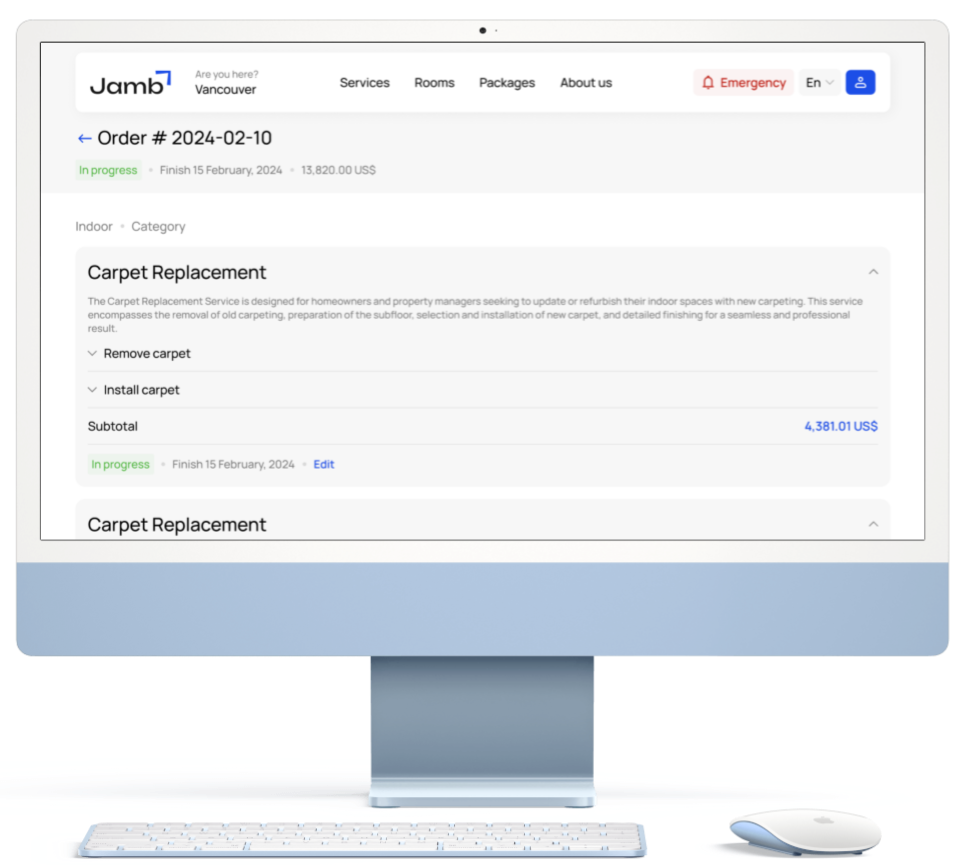 Jamb
Are you here?
Vancouver
Services
Rooms
Packages
About us
Emergency
En
← Order # 2024-02-10
In progress • Finish 15 February, 2024 • 13,820.00 US$
Indoor • Category
Carpet Replacement
The Carpet Replacement Service is designed for homeowners and property managers seeking to update or refurbish their indoor spaces with new carpeting. This service
encompasses the removal of old carpeting, preparation of the subfloor, selection and installation of new carpet, and detailed finishing for a seamless and professional
result.
Remove carpet
Install carpet
Subtotal 4,381.01 US$
In progress • Finish 15 February, 2024 • Edit
Carpet Replacement